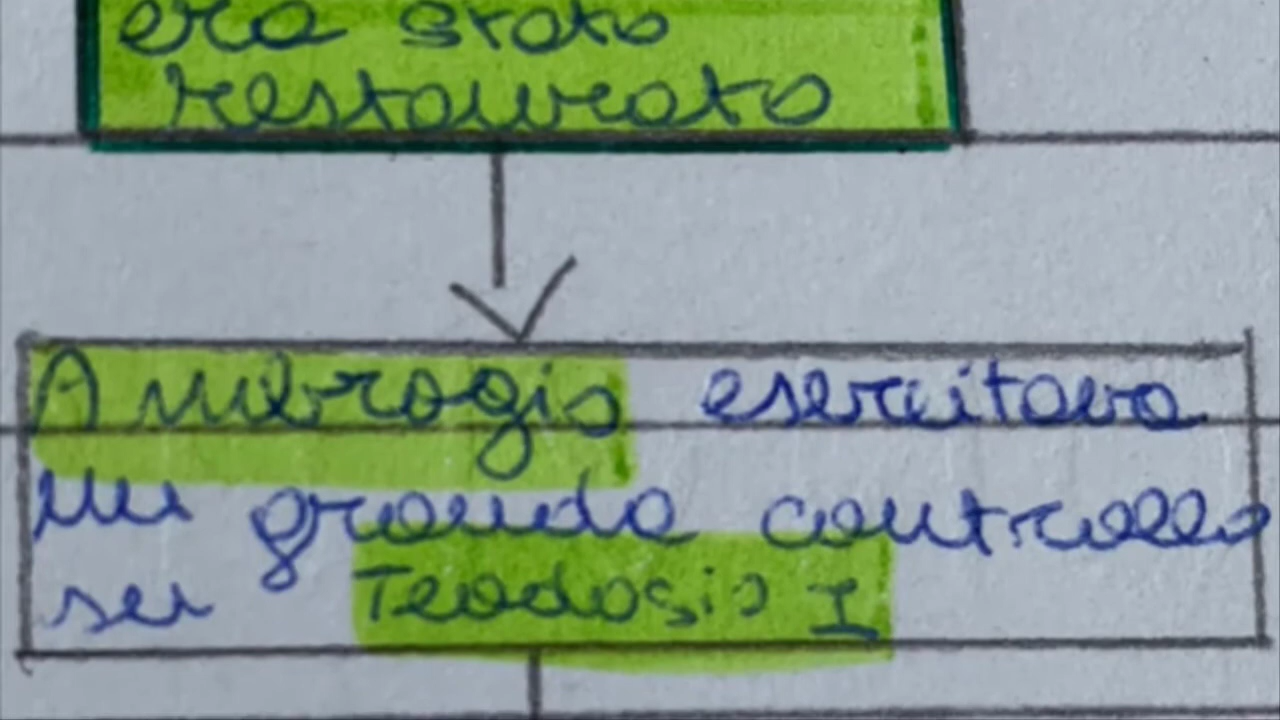 era stato
restaurato
Ambrogio esercitava
un grande controllo
su Teodosio I